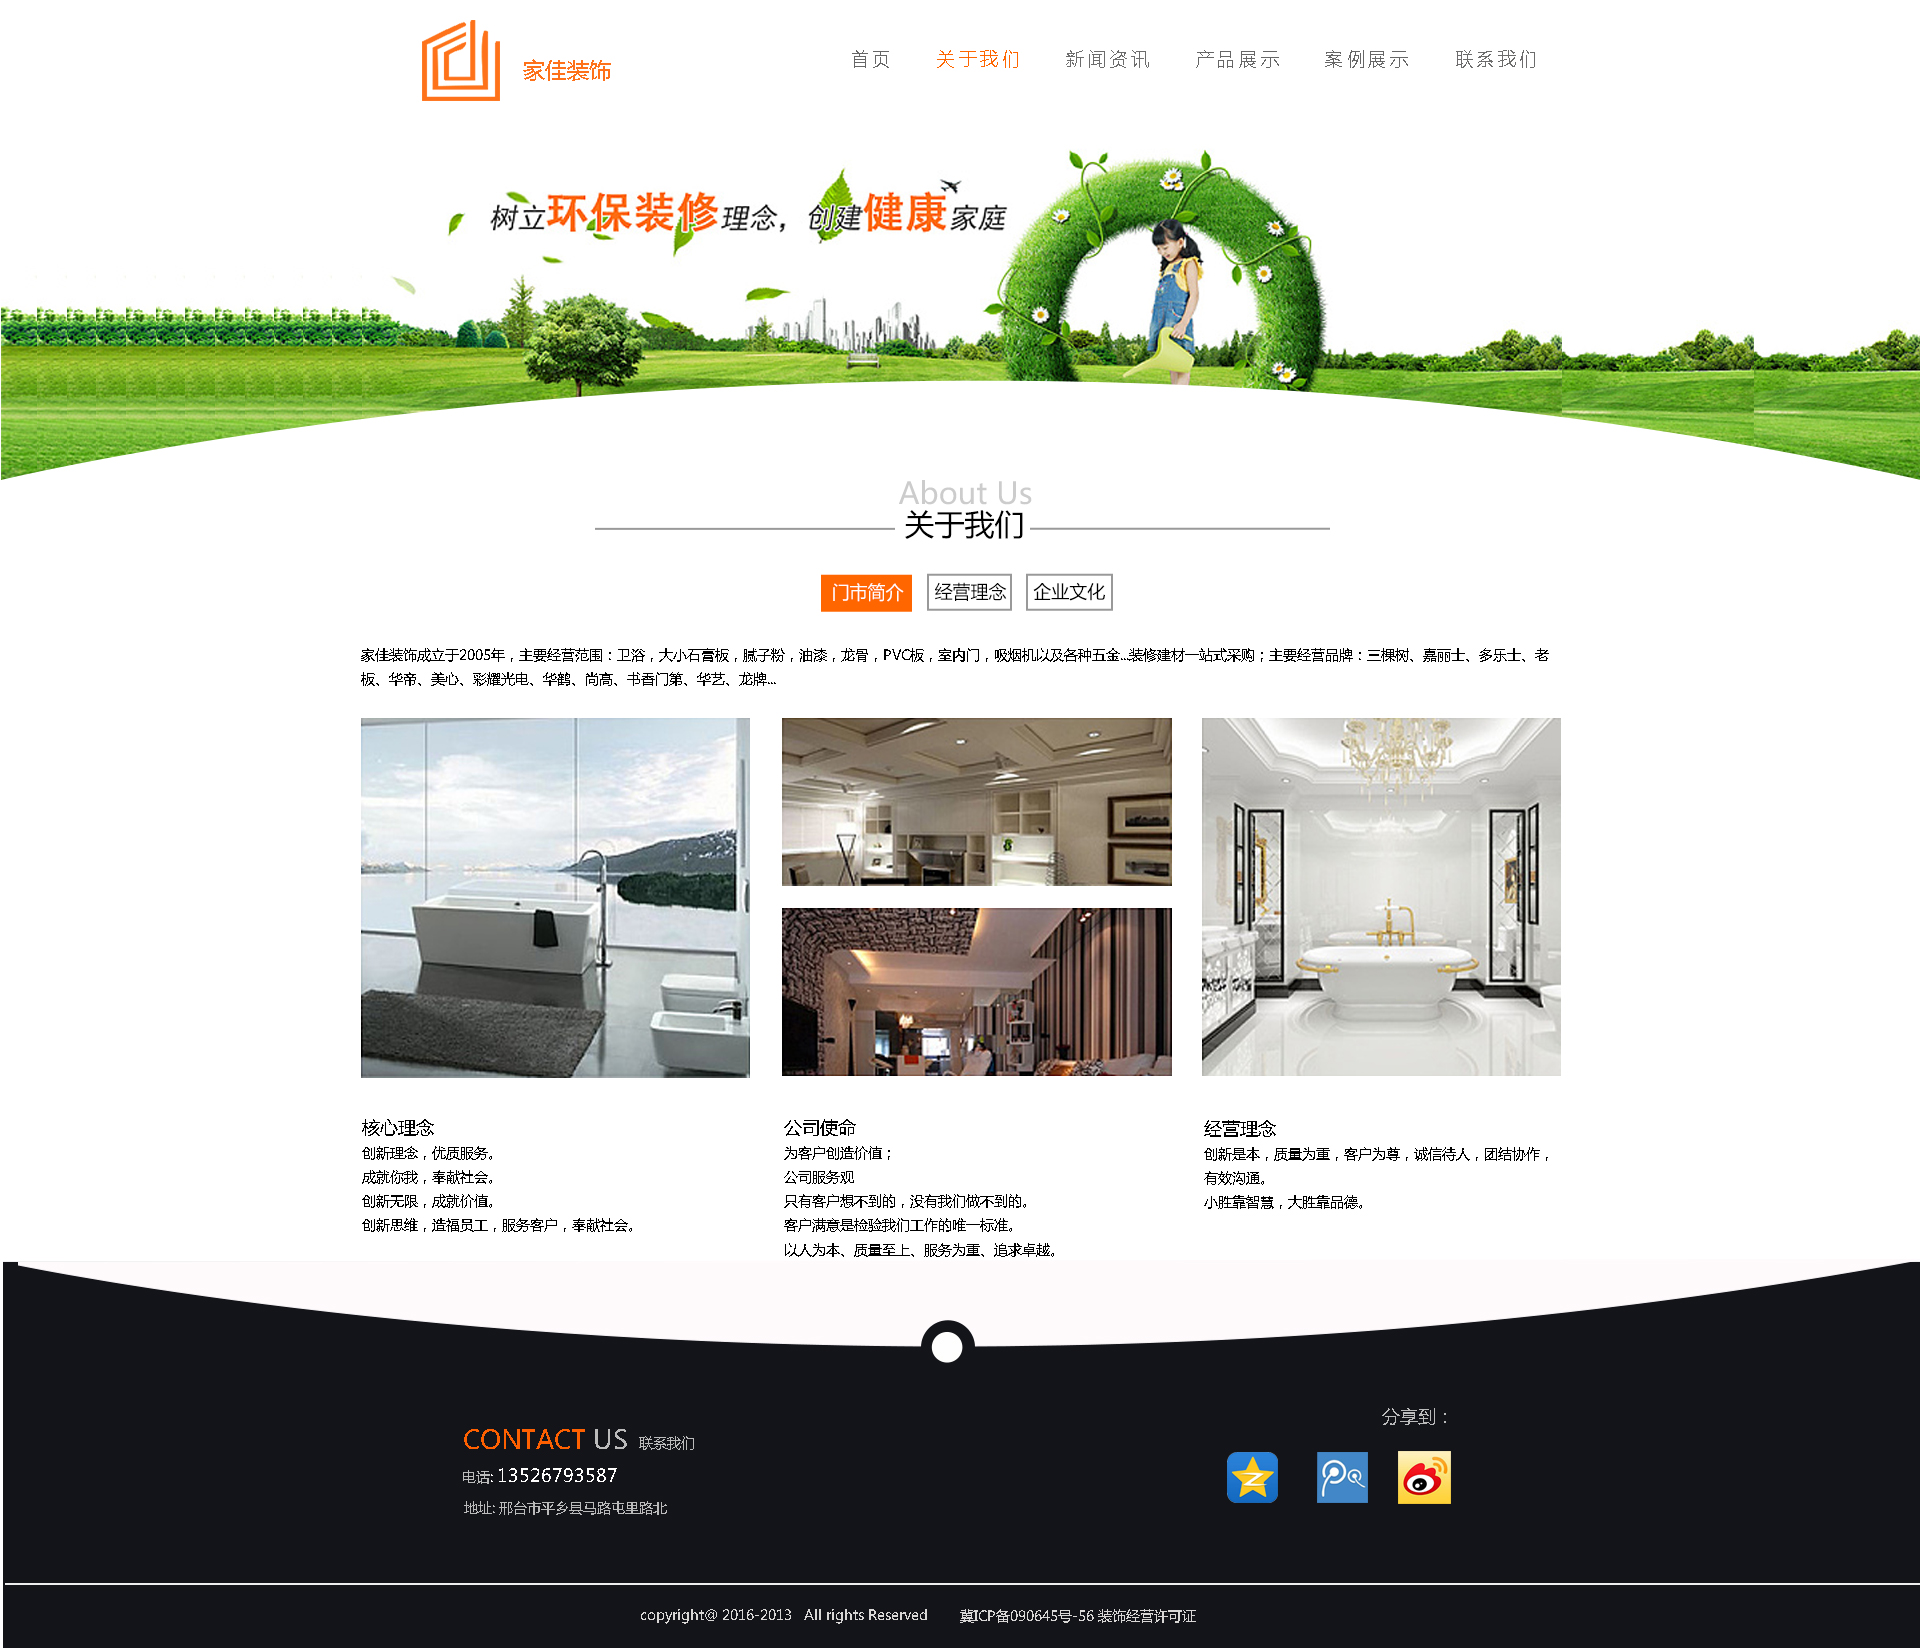 家佳装饰
首页 关于我们 新闻资讯 产品展示 案例展示 联系我们
树立环保装修理念，创建健康家庭
About Us
关于我们
门市简介 经营理念 企业文化
家佳装饰成立于2005年，主要经营范围：卫浴，大小石膏板，腻子粉，油漆，龙骨，PVC板，室内门，吸烟机以及各种五金...装修建材一站式采购；主要经营品牌：三棵树、嘉丽士、多乐士、老
板、华帝、美心、彩耀光电、华鹤、尚高、书香门第、华艺、龙牌...
核心理念
创新理念，优质服务。
成就你我，奉献社会。
创新无限，成就价值。
创新思维，造福员工，服务客户，奉献社会。
公司使命
为客户创造价值；
公司服务观
只有客户想不到的，没有我们做不到的。
客户满意是检验我们工作的唯一标准。
以人为本、质量至上、服务为重、追求卓越。
经营理念
创新是本，质量为重，客户为尊，诚信待人，团结协作，
有效沟通。
小胜靠智慧，大胜靠品德。
CONTACT US 联系我们
电话: 13526793587
地址: 邢台市平乡县马路屯里路北
分享到：
copyright@ 2016-2013 All rights Reserved 冀ICP备090645号-56 装饰经营许可证